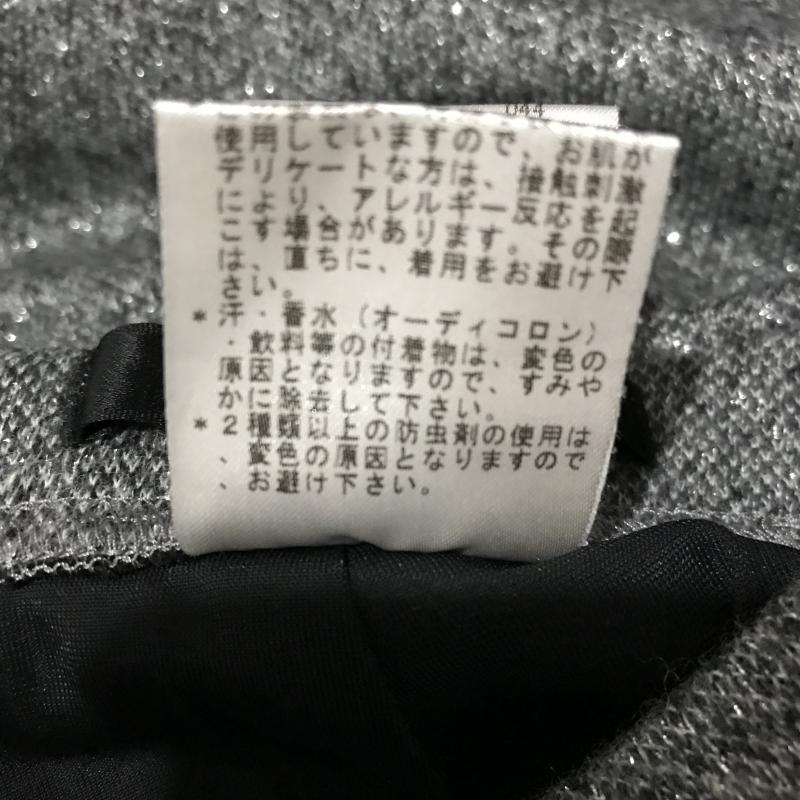 使用していますので、お肌が
デリケートな方は、接触刺激
により、アレルギー反応を起
こす場合があります。その際
は、直ちに、着用をお避け下
さい。
*汗・香水（オーディコロン）
・飲料等の付着物は、変色の
原因となりますので、すみや
かに除去して下さい。
*2種類以上の防虫剤の使用は
、変色の原因となりますので
、お避け下さい。